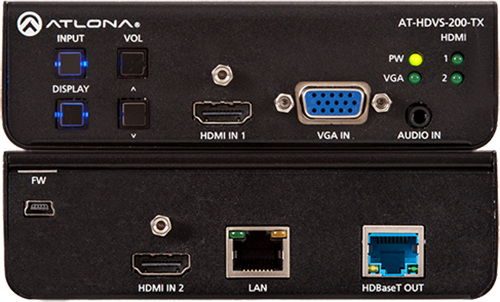 ATLONA®
AT-HDVS-200-TX
INPUT
VOL
HDMI
PW
1
DISPLAY
^
VGA
2
HDMI IN 1
VGA IN
AUDIO IN
v
FW
HDMI IN 2
LAN
HDBaseT OUT